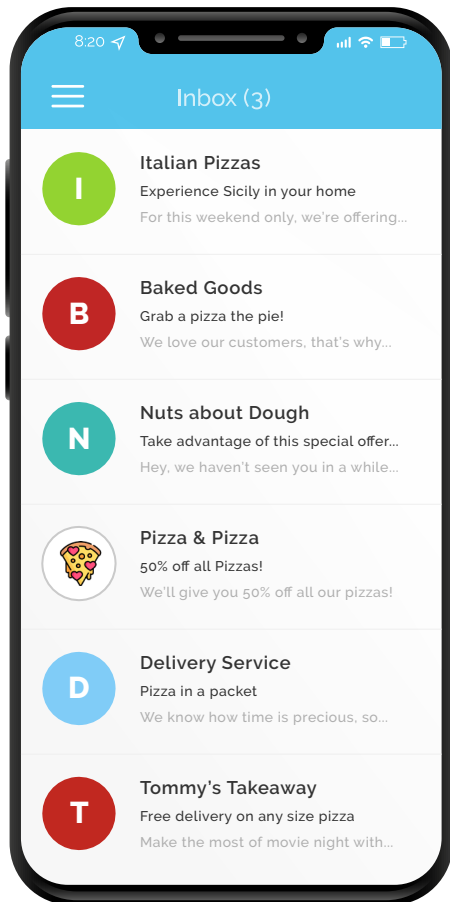 8:20
Inbox (3)
I
Italian Pizzas
Experience Sicily in your home
For this weekend only, we're offering...
B
Baked Goods
Grab a pizza the pie!
We love our customers, that's why...
N
Nuts about Dough
Take advantage of this special offer...
Hey, we haven't seen you in a while...
Pizza & Pizza
50% off all Pizzas!
We'll give you 50% off all our pizzas!
D
Delivery Service
Pizza in a packet
We know how time is precious, so...
T
Tommy's Takeaway
Free delivery on any size pizza
Make the most of movie night with...